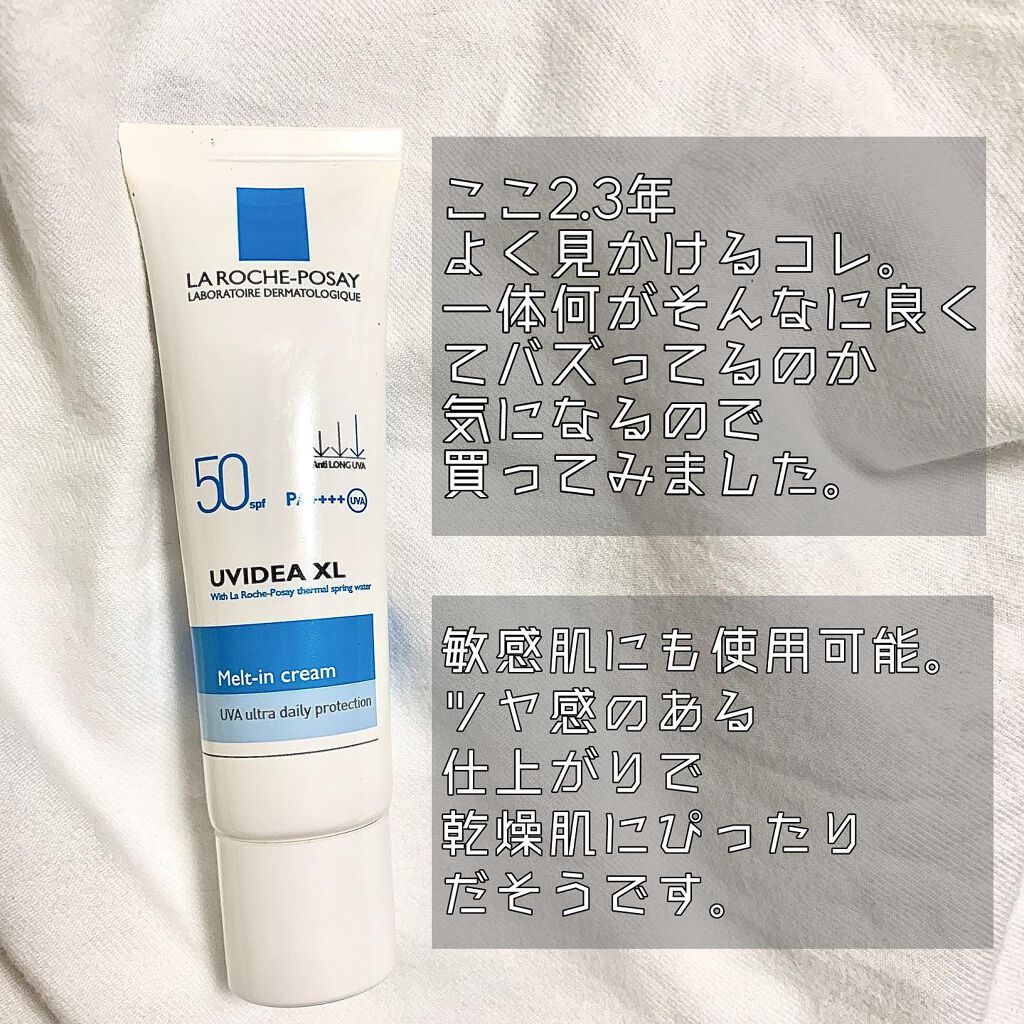 LA ROCHE-POSAY
LABORATOIRE DERMATOLOGIQUE
Anti LONG UVA
50 spf PA++++ UVA
UVIDEA XL
With La Roche-Posay thermal spring water
Melt-in cream
UVA ultra daily protection
ここ2.3年
よく見かけるコレ。
一体何がそんなに良く
てバズってるのか
気になるので
買ってみました。
敏感肌にも使用可能。
ツヤ感のある
仕上がりで
乾燥肌にぴったり
だそうです。